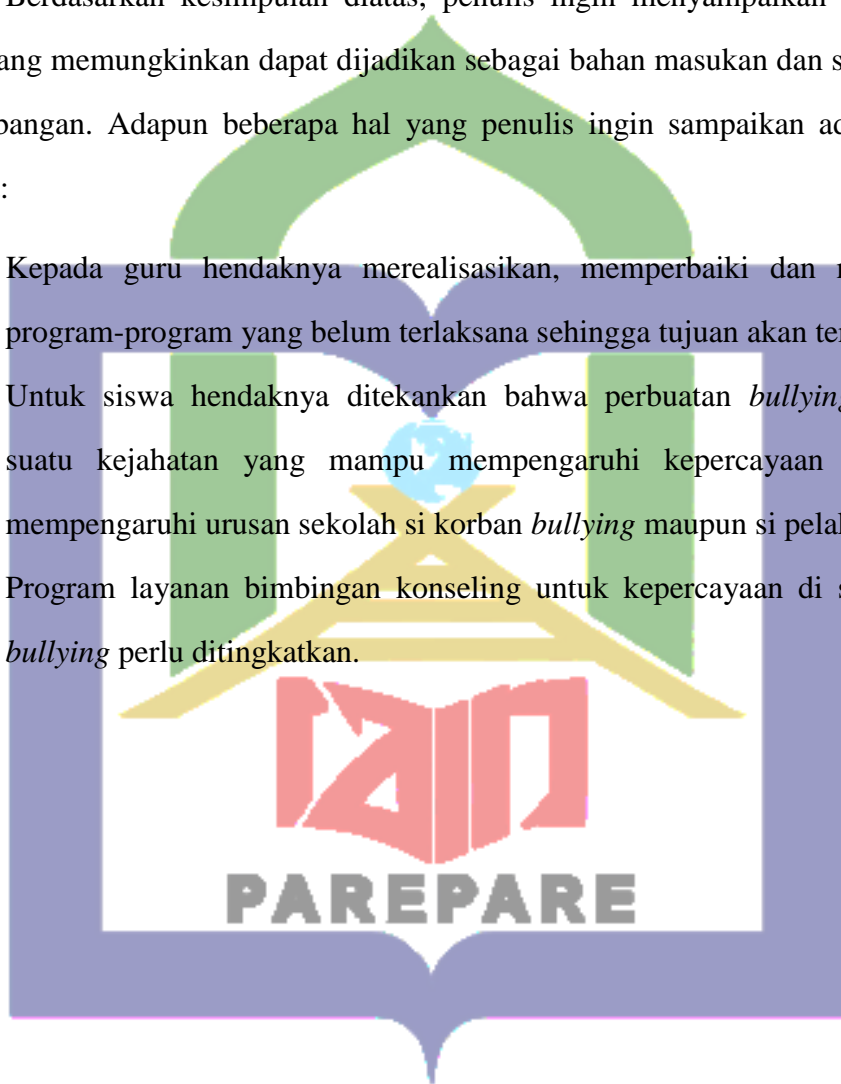 Berdasarkan kesimpulan diatas, penulis ingin menyampaikan
ang memungkinkan dapat dijadikan sebagai bahan masukan dan s
bangan. Adapun beberapa hal yang penulis ingin sampaikan ad
:
Kepada guru hendaknya merealisasikan, memperbaiki dan
program-program yang belum terlaksana sehingga tujuan akan ter
Untuk siswa hendaknya ditekankan bahwa perbuatan bullying
suatu kejahatan yang mampu mempengaruhi kepercayaan
mempengaruhi urusan sekolah si korban bullying maupun si pelak
Program layanan bimbingan konseling untuk kepercayaan di s
bullying perlu ditingkatkan.
iain
PAREPARE